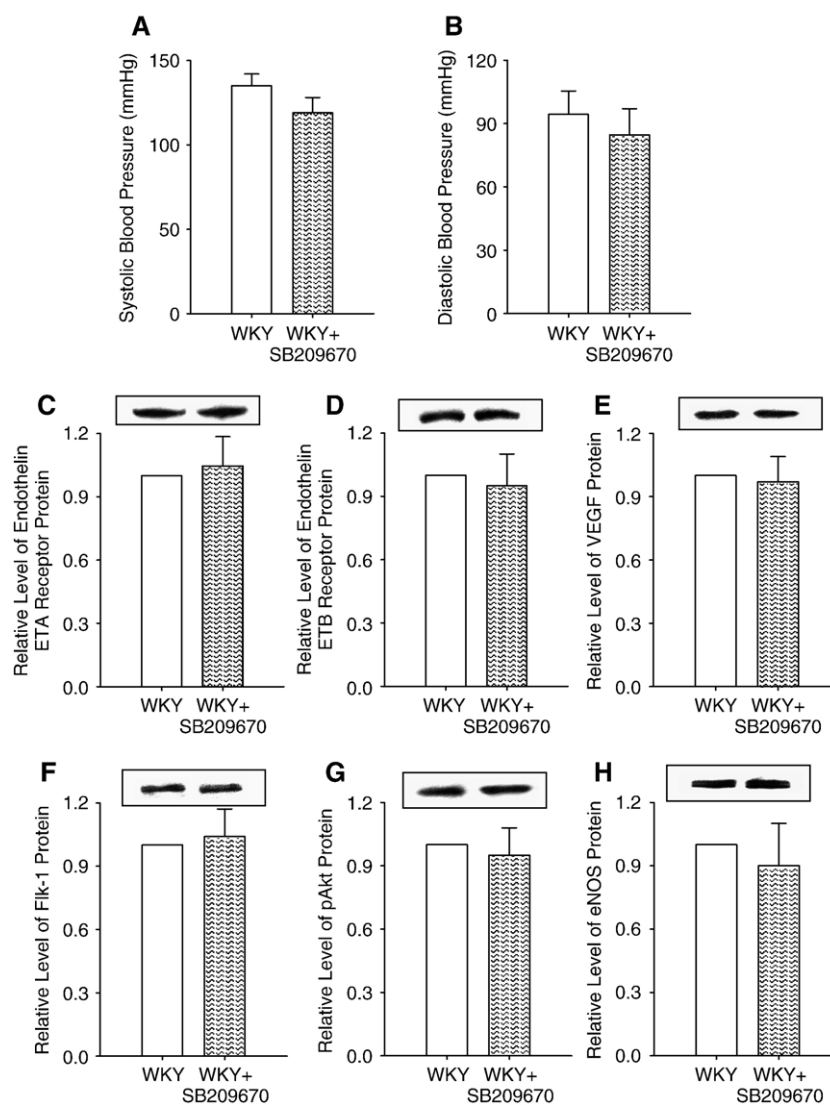 A
Systolic Blood Pressure (mmHg)
150
100
50
0
WKY
WKY+
SB209670
B
Diastolic Blood Pressure (mmHg)
120
90
60
30
0
WKY
WKY+
SB209670
C
Relative Level of Endothelin
ETA Receptor Protein
1.2
0.9
0.6
0.3
0.0
WKY
WKY+
SB209670
D
Relative Level of Endothelin
ETB Receptor Protein
1.2
0.9
0.6
0.3
0.0
WKY
WKY+
SB209670
E
Relative Level of VEGF Protein
1.2
0.9
0.6
0.3
0.0
WKY
WKY+
SB209670
F
Relative Level of Flk-1 Protein
1.2
0.9
0.6
0.3
0.0
WKY
WKY+
SB209670
G
Relative Level of pAkt Protein
1.2
0.9
0.6
0.3
0.0
WKY
WKY+
SB209670
H
Relative Level of eNOS Protein
1.2
0.9
0.6
0.3
0.0
WKY
WKY+
SB209670